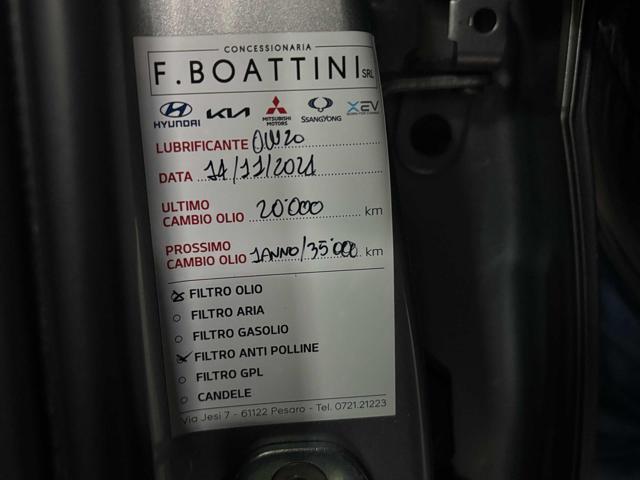 CONCESSIONARIA
F. BOATTINI SRL
HYUNDAI KIA MITSUBISHI MOTORS SSANGYONG XEV
LUBRIFICANTE 0W20
DATA 14/11/2021
ULTIMO
CAMBIO OLIO 20'000 km
PROSSIMO
CAMBIO OLIO 1ANNO/35'000 km
FILTRO OLIO
FILTRO ARIA
FILTRO GASOLIO
FILTRO ANTI POLLINE
FILTRO GPL
CANDELE
Via Jesi 7 - 61122 Pesaro - Tel. 0721.21223